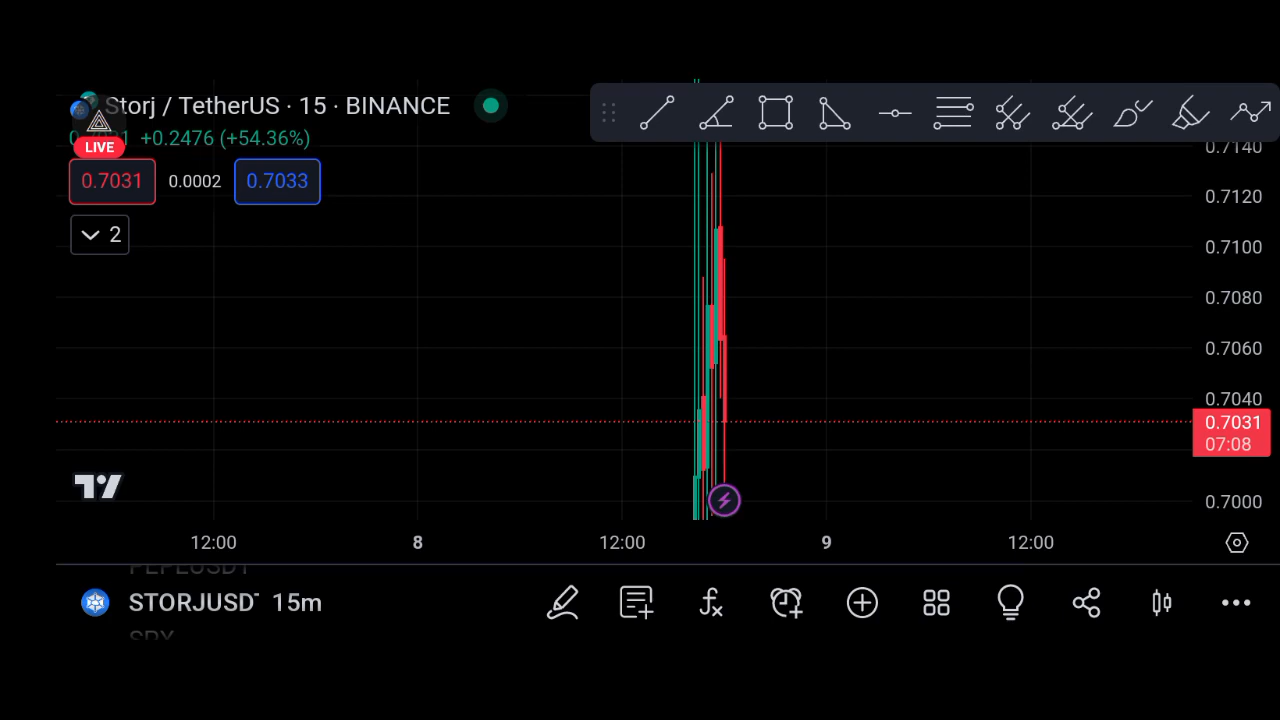 Storj / TetherUS · 15 · BINANCE
+0.2476 (+54.36%)
LIVE
0.7031 0.0002 0.7033
2
0.7140
0.7120
0.7100
0.7080
0.7060
0.7040
0.7031
07:08
0.7000
12:00 8 12:00 9 12:00
STORJUSD 15m